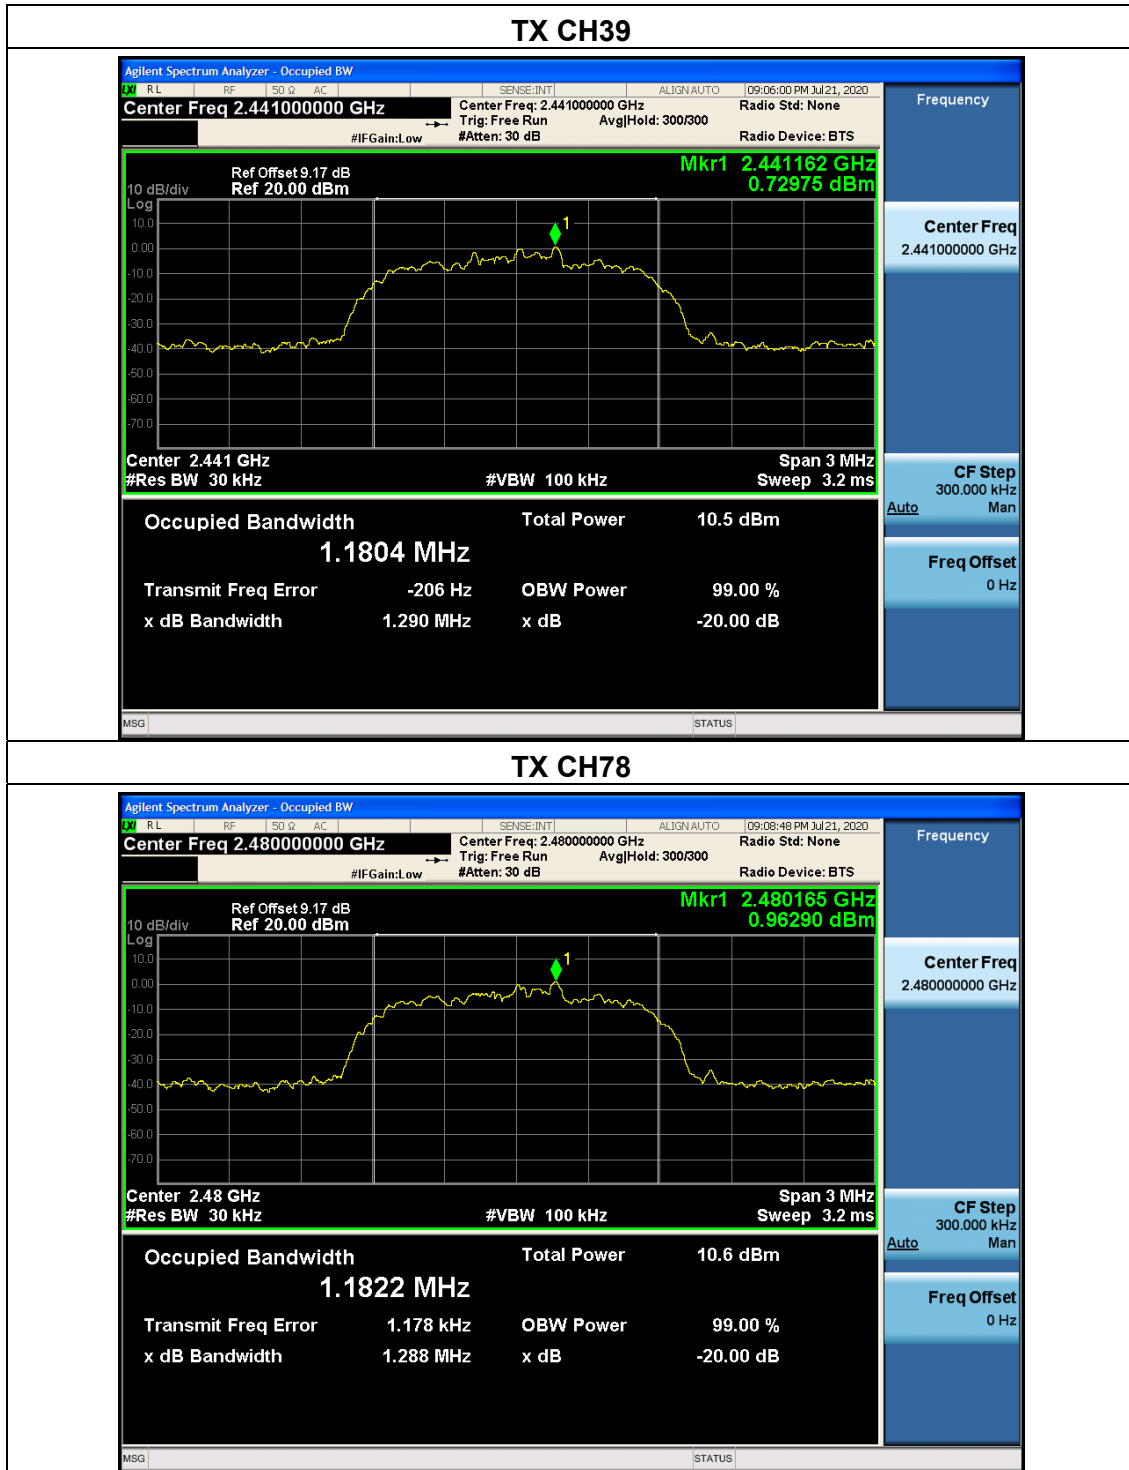 TX CH39
Agilent Spectrum Analyzer - Occupied BW
LXI RL RF 50 Ω AC SENSE:INT ALIGN AUTO 09:06:00 PM Jul 21, 2020
Center Freq 2.441000000 GHz
Center Freq: 2.441000000 GHz Radio Std: None
Trig: Free Run Avg|Hold: 300/300
#IFGain:Low #Atten: 30 dB Radio Device: BTS
Frequency
Mkr1 2.441162 GHz
0.72975 dBm
Ref Offset 9.17 dB
10 dB/div Ref 20.00 dBm
Log
10.0
0.00
-10.0
-20.0
-30.0
-40.0
-50.0
-60.0
-70.0
1
Center Freq
2.441000000 GHz
Center 2.441 GHz Span 3 MHz
#Res BW 30 kHz #VBW 100 kHz Sweep 3.2 ms
CF Step
300.000 kHz
Auto Man
Freq Offset
0 Hz
Occupied Bandwidth Total Power 10.5 dBm
1.1804 MHz
Transmit Freq Error -206 Hz OBW Power 99.00 %
x dB Bandwidth 1.290 MHz x dB -20.00 dB
MSG STATUS
TX CH78
Agilent Spectrum Analyzer - Occupied BW
LXI RL RF 50 Ω AC SENSE:INT ALIGN AUTO 09:08:48 PM Jul 21, 2020
Center Freq 2.480000000 GHz
Center Freq: 2.480000000 GHz Radio Std: None
Trig: Free Run Avg|Hold: 300/300
#IFGain:Low #Atten: 30 dB Radio Device: BTS
Frequency
Mkr1 2.480165 GHz
0.96290 dBm
Ref Offset 9.17 dB
10 dB/div Ref 20.00 dBm
Log
10.0
0.00
-10.0
-20.0
-30.0
-40.0
-50.0
-60.0
-70.0
1
Center Freq
2.480000000 GHz
Center 2.48 GHz Span 3 MHz
#Res BW 30 kHz #VBW 100 kHz Sweep 3.2 ms
CF Step
300.000 kHz
Auto Man
Freq Offset
0 Hz
Occupied Bandwidth Total Power 10.6 dBm
1.1822 MHz
Transmit Freq Error 1.178 kHz OBW Power 99.00 %
x dB Bandwidth 1.288 MHz x dB -20.00 dB
MSG STATUS